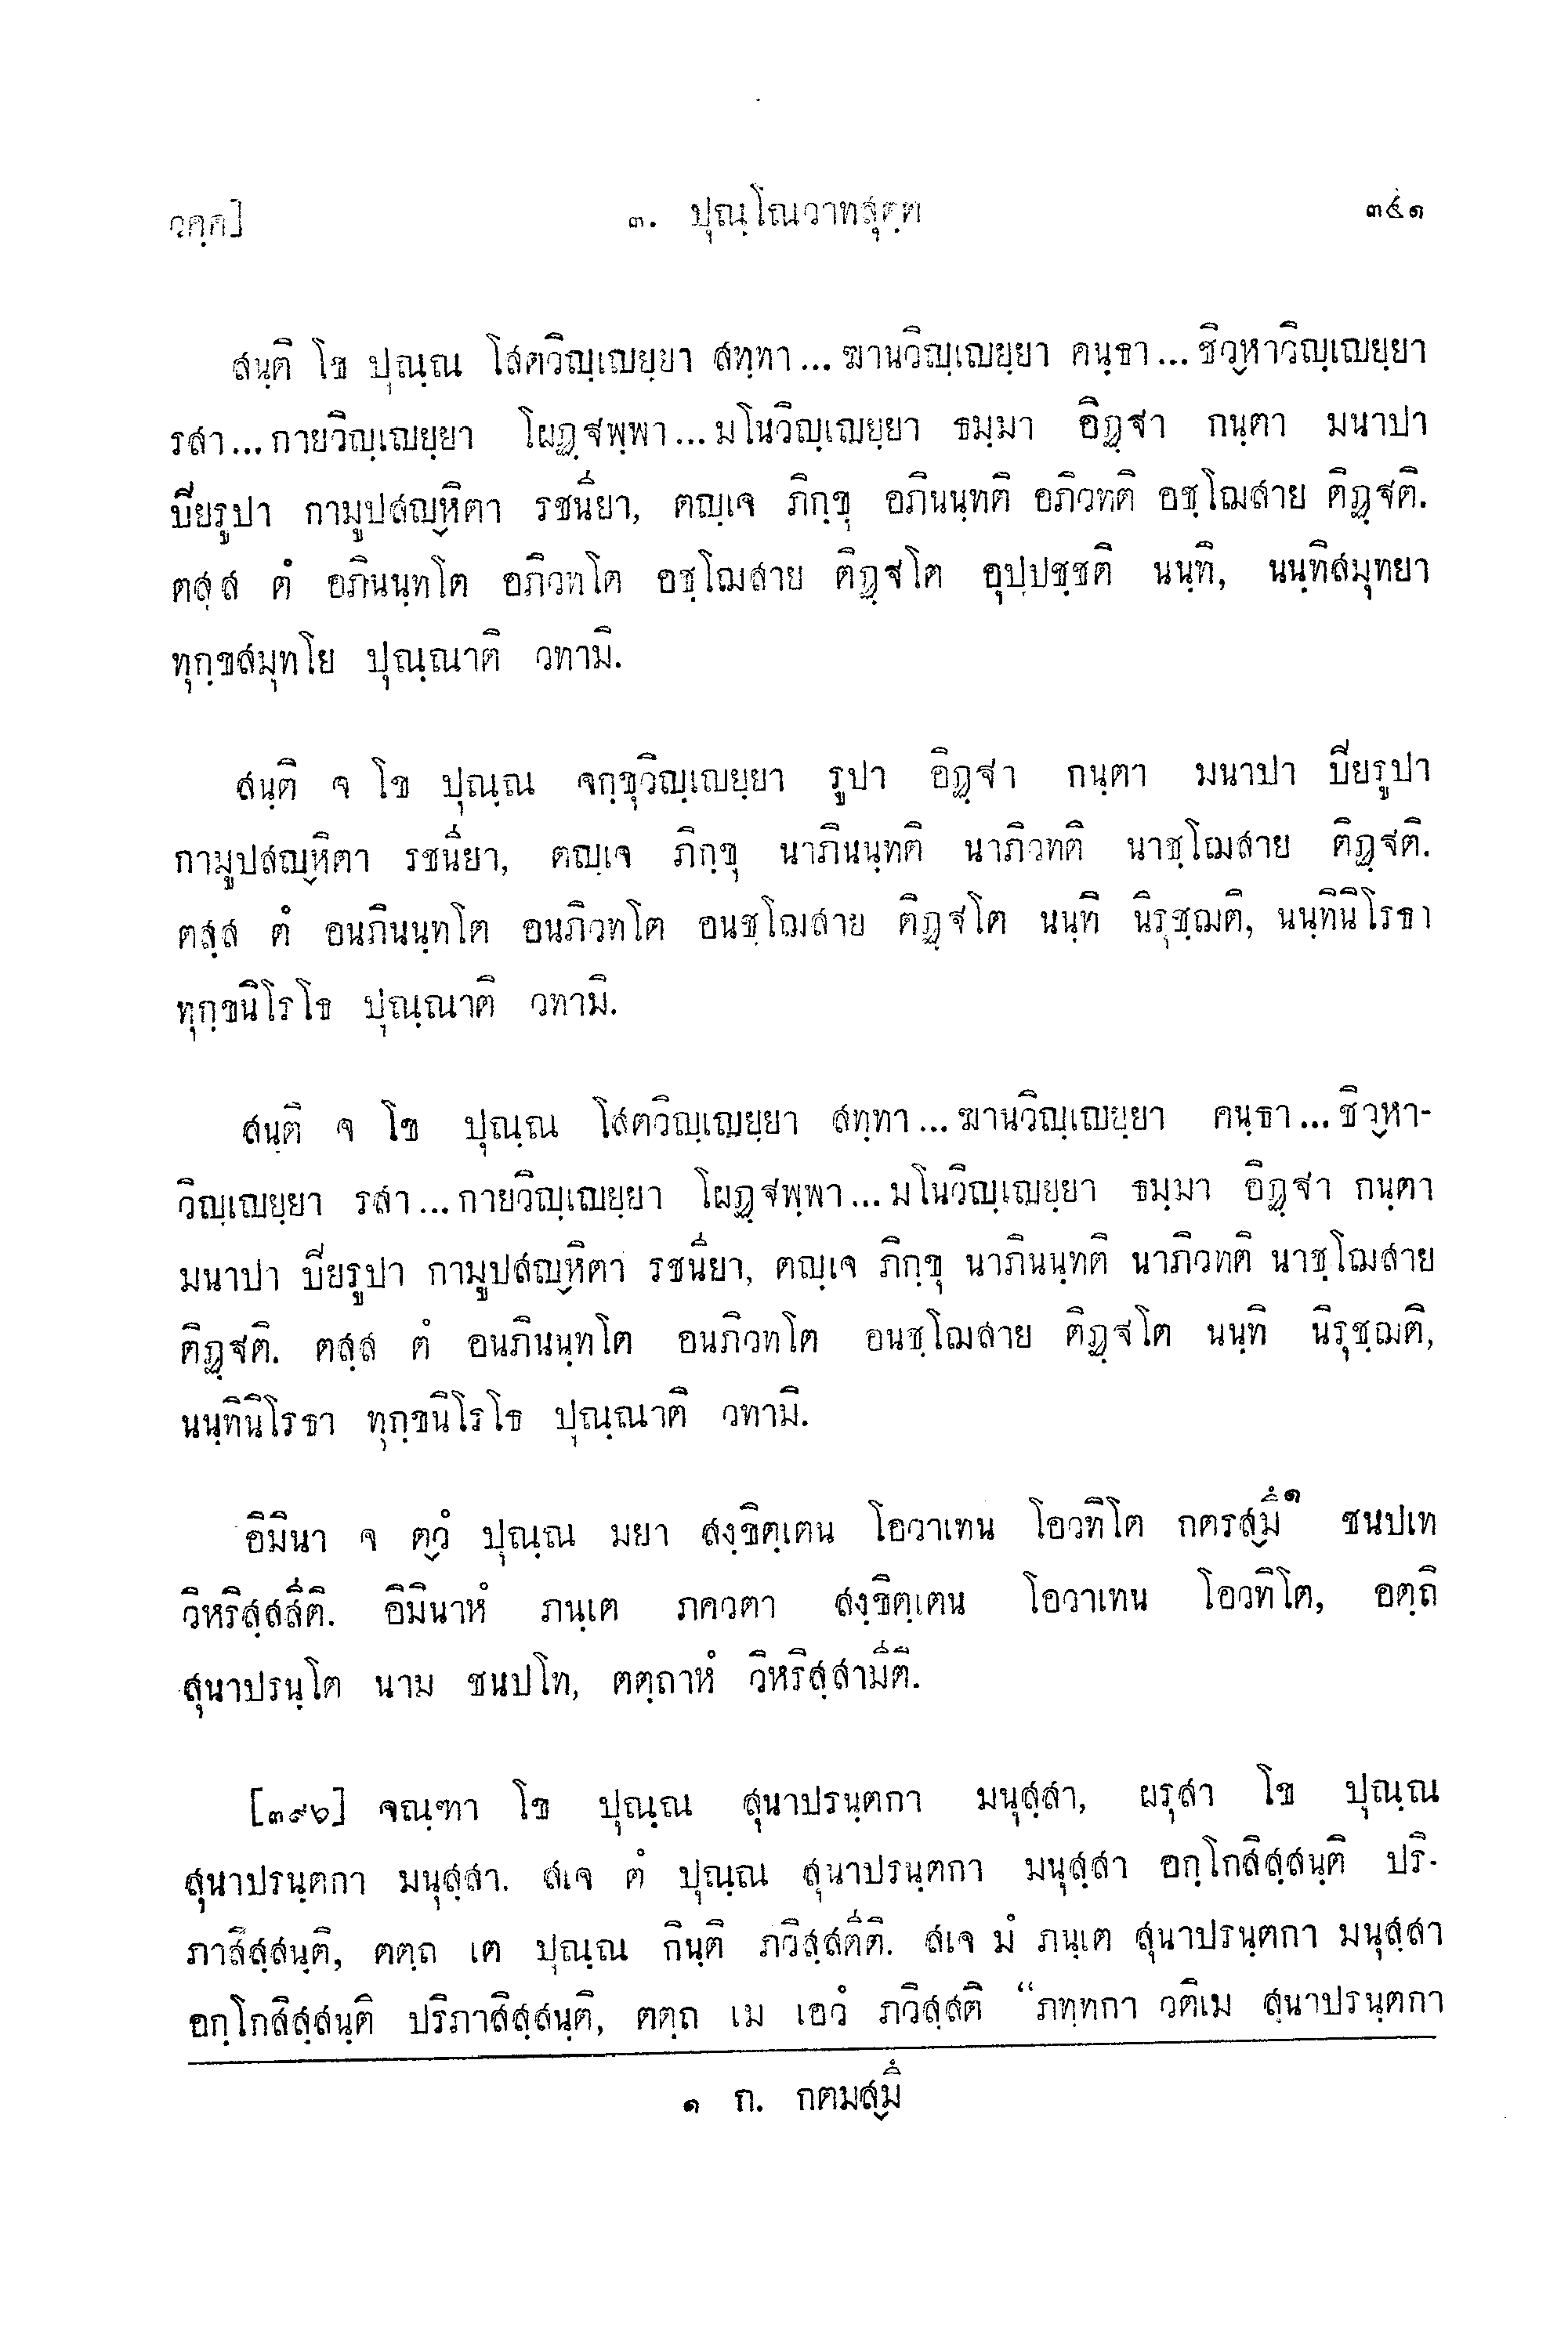 วคฺค]
๓. ปุณฺโณวาทสุตฺต
๓๕๑
สนฺติ โข ปุณฺณ โสตวิญฺเญยฺยา สทฺทา...ฆานวิญฺเญยฺยา คนฺธา...ชิวฺหาวิญฺเญยฺยา
รสา...กายวิญฺเญยฺยา โผฏฺฐพฺพา...มโนวิญฺเญยฺยา ธมฺมา อิฏฺฐา กนฺตา มนาปา
ปิยรูปา กามูปสญฺหิตา รชนียา, ตญฺเจ ภิกฺขุ อภินนฺทติ อภิวทติ อชฺโฌสาย ติฏฺฐติ.
ตสฺส ตํ อภินนฺทโต อภิวทโต อชฺโฌสาย ติฏฺฐโต อุปฺปชฺชติ นนฺทิ, นนฺทิสมุทยา
ทุกฺขสมุทโย ปุณฺณาติ วทามิ.
สนฺติ จ โข ปุณฺณ จกฺขุวิญฺเญยฺยา รูปา อิฏฺฐา กนฺตา มนาปา ปิยรูปา
กามูปสญฺหิตา รชนียา, ตญฺเจ ภิกฺขุ นาภินนฺทติ นาภิวทติ นาชฺโฌสาย ติฏฺฐติ.
ตสฺส ตํ อนภินนฺทโต อนภิวทโต อนชฺโฌสาย ติฏฺฐโต นนฺทิ นิรุชฺฌติ, นนฺทินิโรธา
ทุกฺขนิโรโธ ปุณฺณาติ วทามิ.
สนฺติ จ โข ปุณฺณ โสตวิญฺเญยฺยา สทฺทา...ฆานวิญฺเญยฺยา คนฺธา...ชิวฺหา-
วิญฺเญยฺยา รสา...กายวิญฺเญยฺยา โผฏฺฐพฺพา...มโนวิญฺเญยฺยา ธมฺมา อิฏฺฐา กนฺตา
มนาปา ปิยรูปา กามูปสญฺหิตา รชนียา, ตญฺเจ ภิกฺขุ นาภินนฺทติ นาภิวทติ นาชฺโฌสาย
ติฏฺฐติ. ตสฺส ตํ อนภินนฺทโต อนภิวทโต อนชฺโฌสาย ติฏฺฐโต นนฺทิ นิรุชฺฌติ,
นนฺทินิโรธา ทุกฺขนิโรโธ ปุณฺณาติ วทามิ.
อิมินา จ ตฺวํ ปุณฺณ มยา สงฺขิตฺเตน โอวาเทน โอวทิโต กตรสฺมึ๑ ชนปเท
วิหริสฺสสีติ. อิมินาหํ ภนฺเต ภควตา สงฺขิตฺเตน โอวาเทน โอวทิโต, อตฺถิ
สุนาปรนฺโต นาม ชนปโท, ตตฺถาหํ วิหริสฺสามีติ.
[๓๙๖] จณฺฑา โข ปุณฺณ สุนาปรนฺตกา มนุสฺสา, ผรุสา โข ปุณฺณ
สุนาปรนฺตกา มนุสฺสา. สเจ ตํ ปุณฺณ สุนาปรนฺตกา มนุสฺสา อกฺโกสิสฺสนฺติ ปริ-
ภาสิสฺสนฺติ, ตตฺถ เต ปุณฺณ กินฺติ ภวิสฺสตีติ. สเจ มํ ภนฺเต สุนาปรนฺตกา มนุสฺสา
อกฺโกสิสฺสนฺติ ปริภาสิสฺสนฺติ, ตตฺถ เม เอวํ ภวิสฺสติ “ภทฺทกา วติเม สุนาปรนฺตกา
๑ ก. กตมสฺมึ